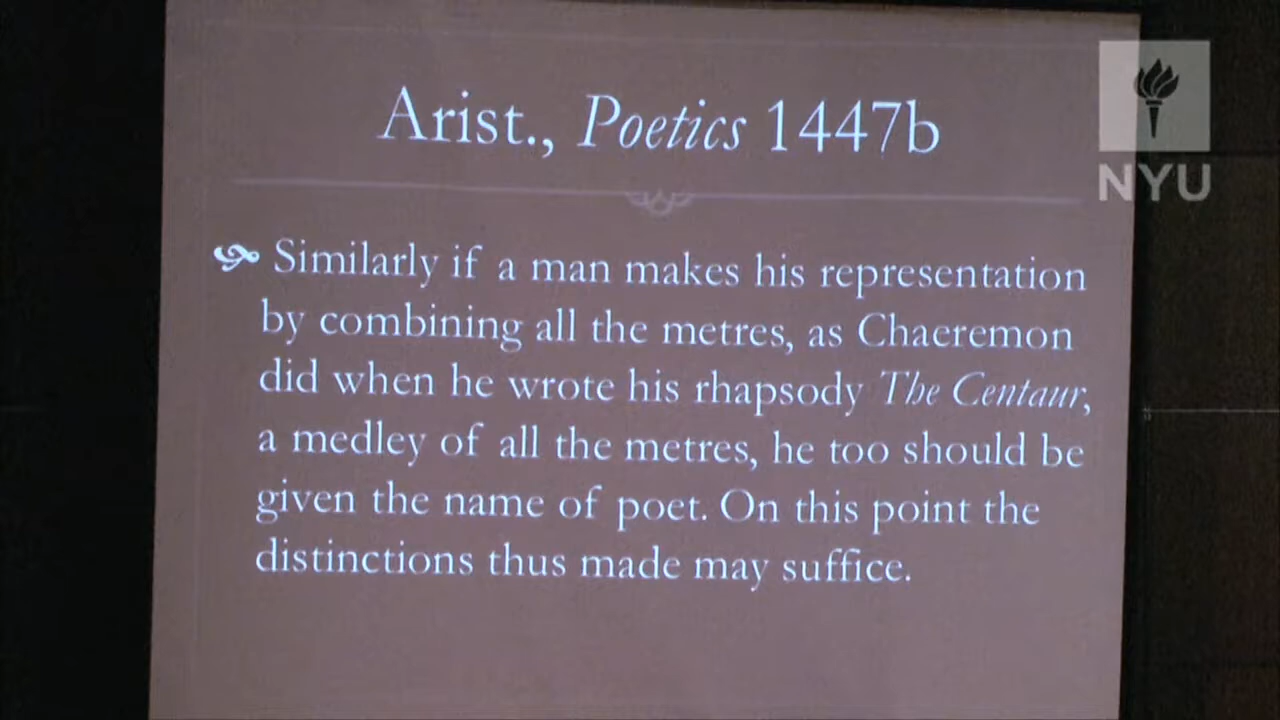 Arist., Poetics 1447b
NYU
Similarly if a man makes his representation
by combining all the metres, as Chaeremon
did when he wrote his rhapsody The Centaur,
a medley of all the metres, he too should be
given the name of poet. On this point the
distinctions thus made may suffice.